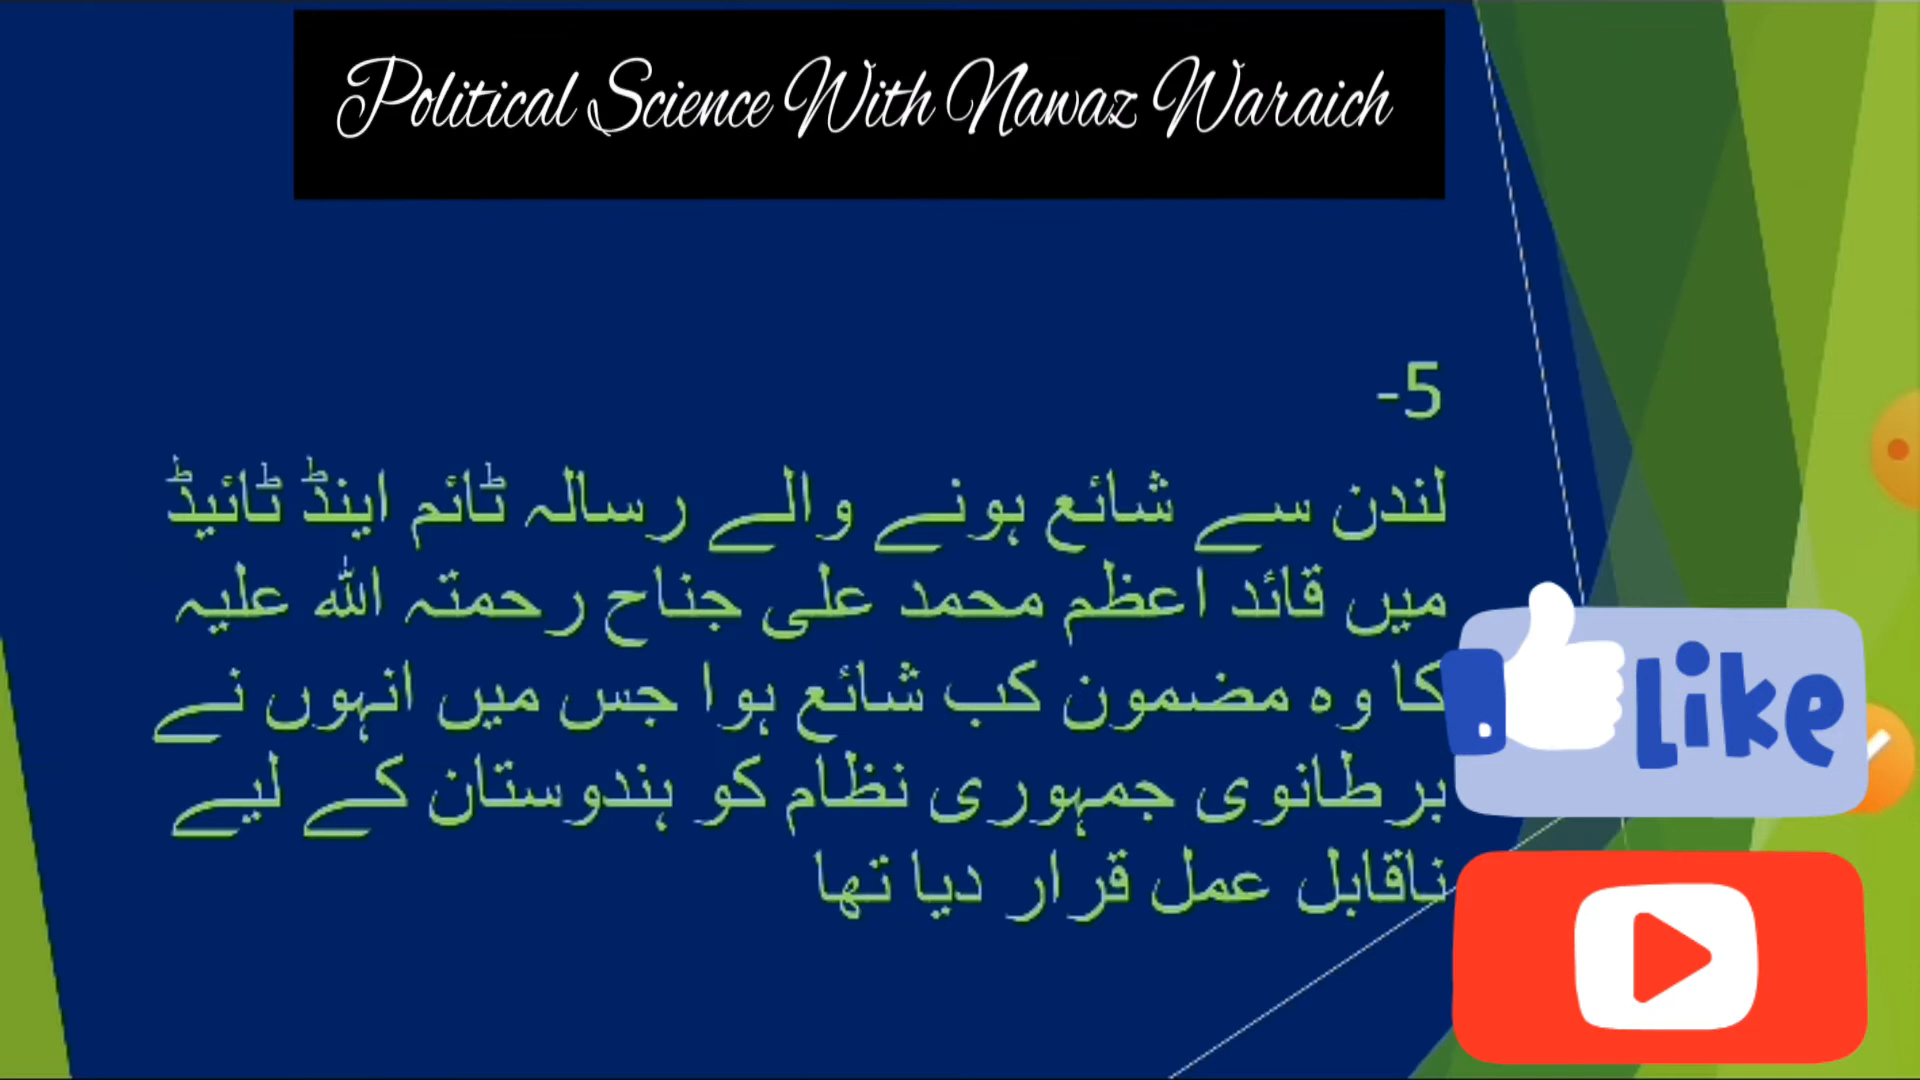 Political Science With Nawaz Waraich
5-
لندن سے شائع ہونے والے رسالہ ٹائم اینڈ ٹائیڈ
میں قائد اعظم محمد علی جناح رحمتہ اللہ علیہ
کا وہ مضمون کب شائع ہوا جس میں انہوں نے
برطانوی جمہوری نظام کو ہندوستان کے لیے
ناقابل عمل قرار دیا تھا
Like